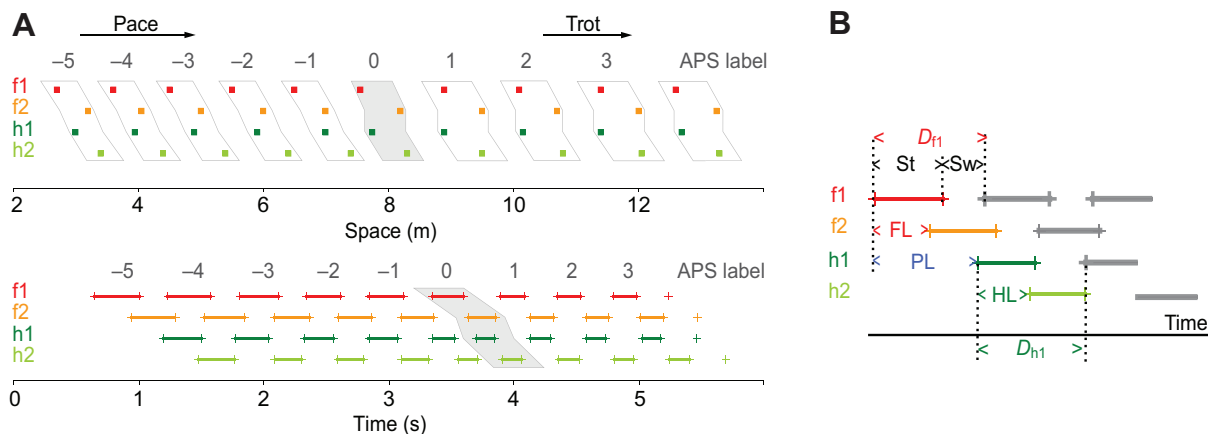 A
Pace
Trot
–5 –4 –3 –2 –1 0 1 2 3 APS label
f1
f2
h1
h2
2 4 6 8 10 12
Space (m)
–5 –4 –3 –2 –1 0 1 2 3 APS label
f1
f2
h1
h2
0 1 2 3 4 5
Time (s)
B
< Df1 >
< St > < Sw >
f1
f2 < FL >
h1 < PL >
h2 < HL >
Time
< Dh1 >